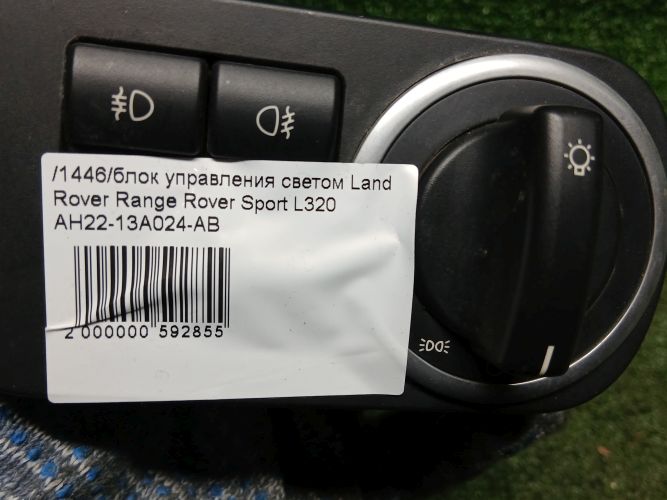 /1446/блок управления светом Land
Rover Range Rover Sport L320
AH22-13A024-AB
2 000000 592855